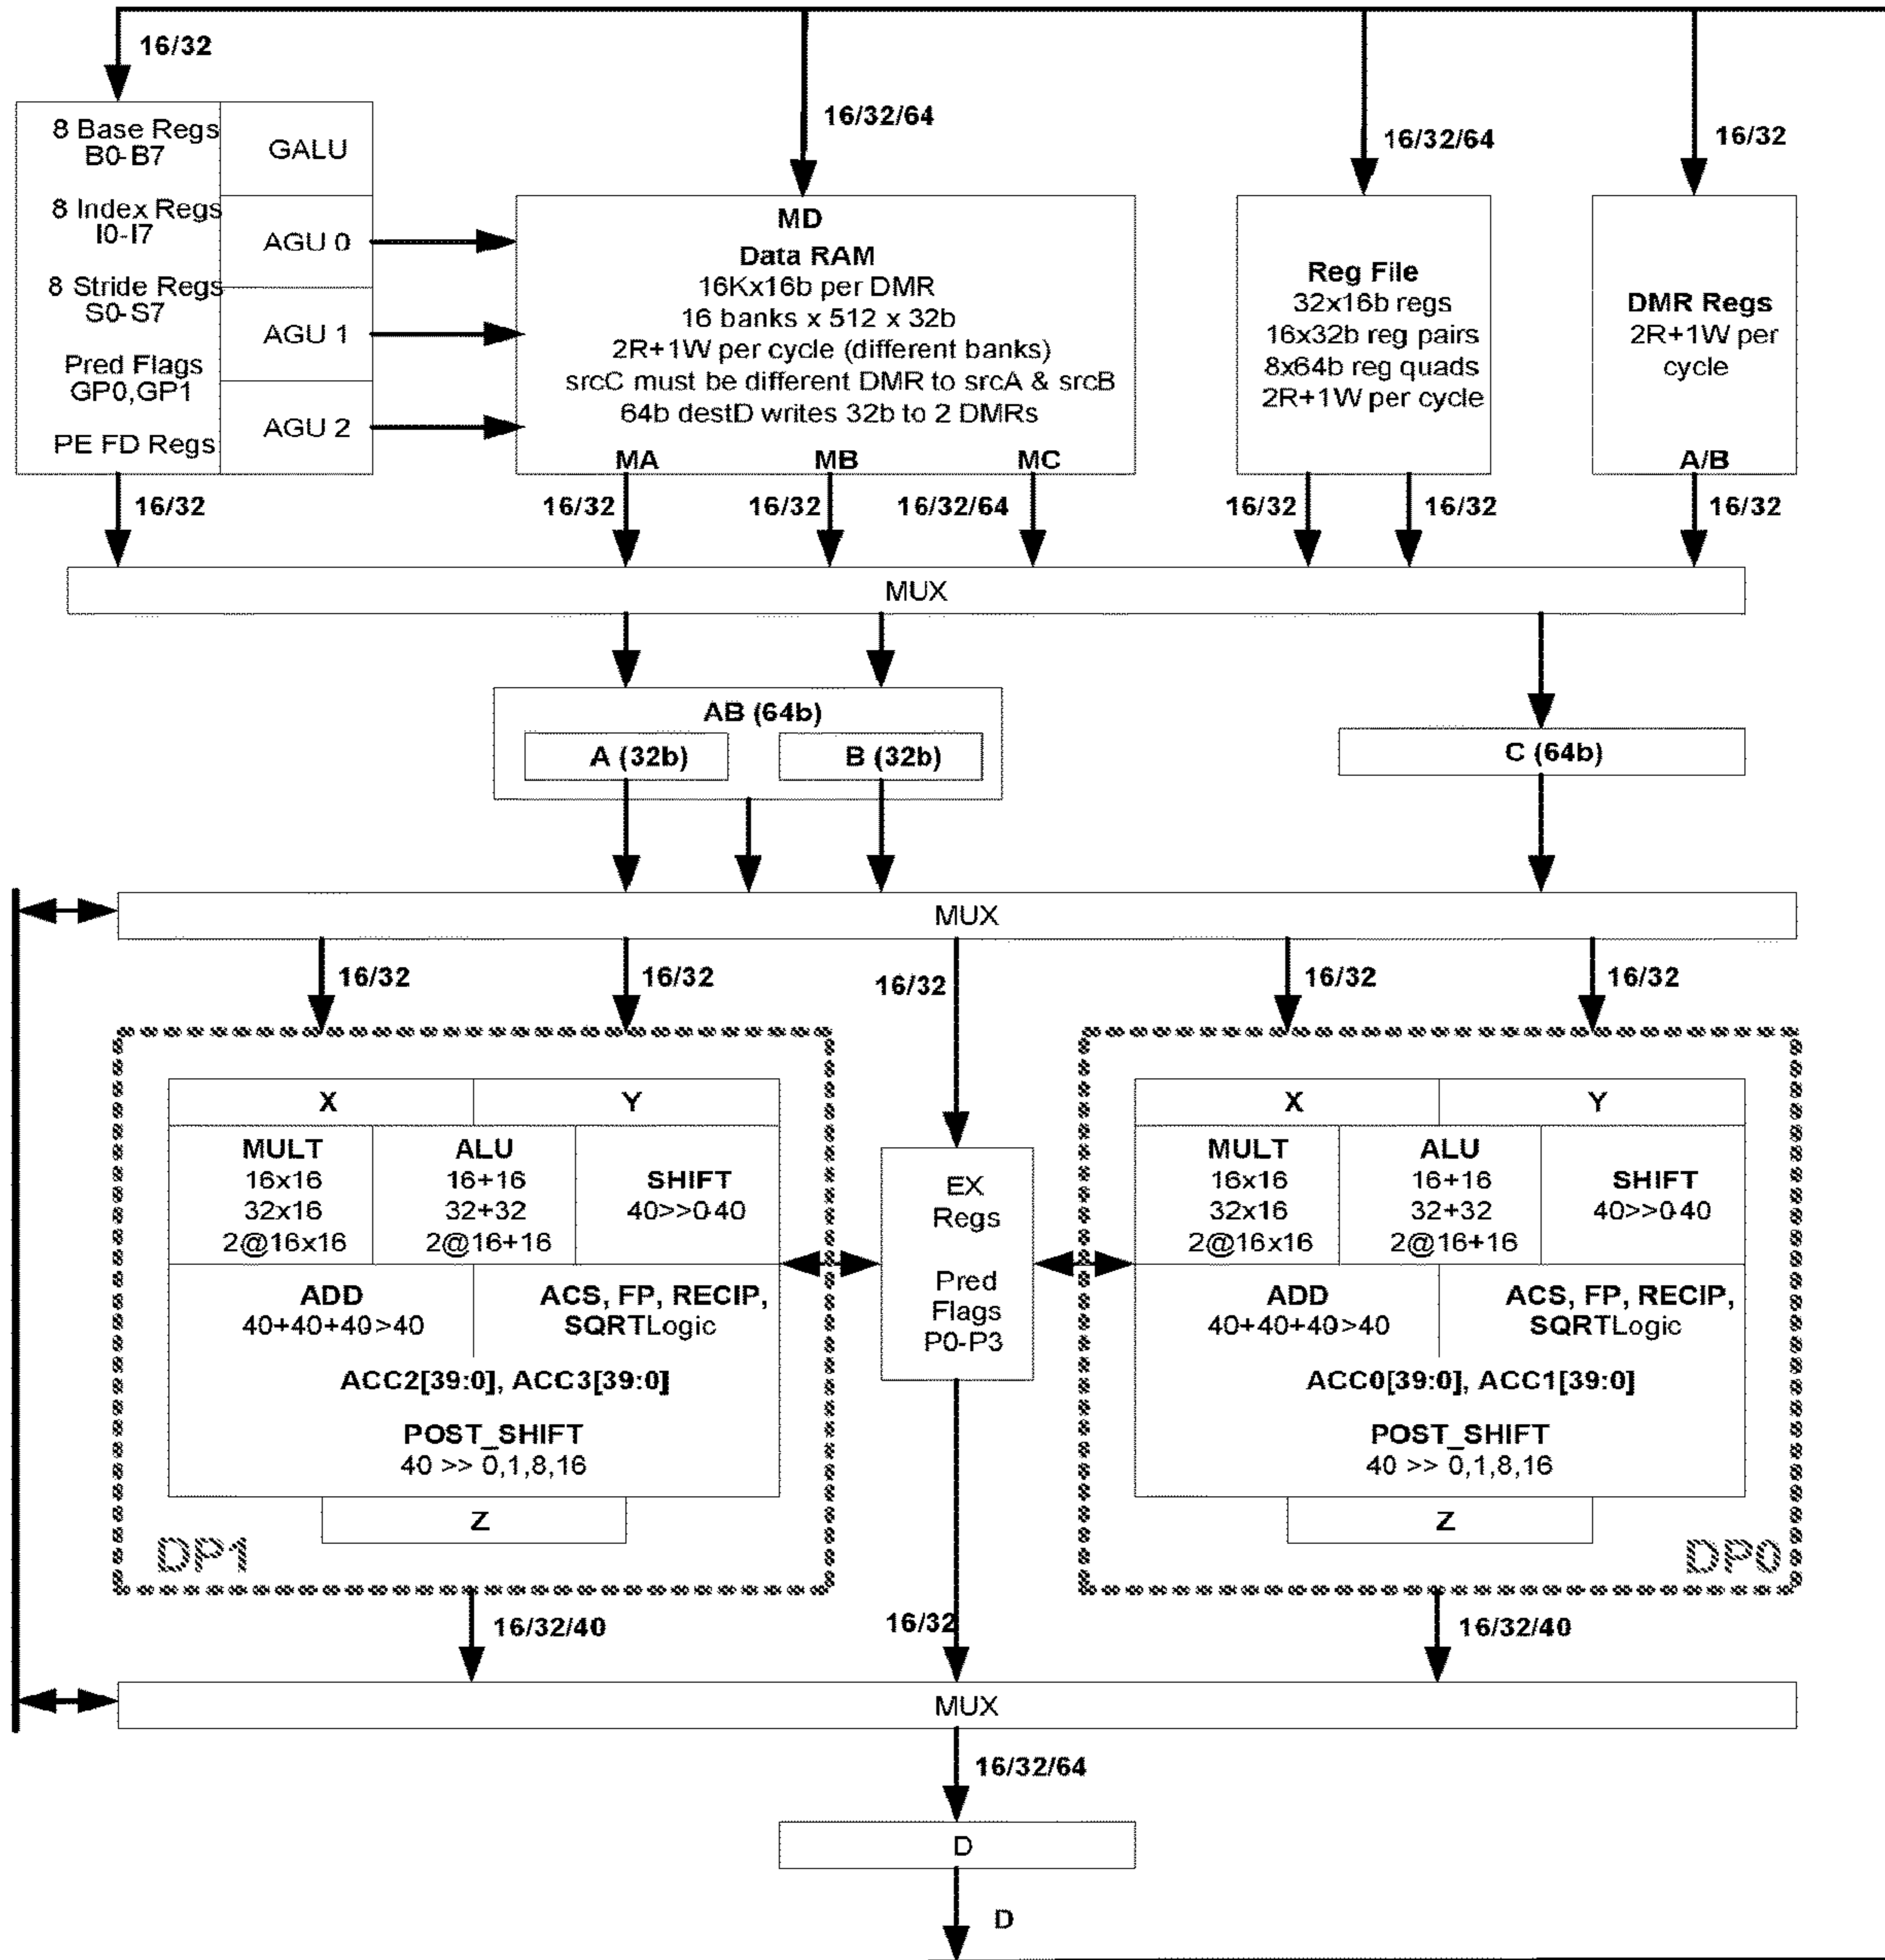 16/32
16/32/64
16/32/64
16/32
8 Base Regs
B0-B7
8 Index Regs
I0-I7
8 Stride Regs
S0-S7
Pred Flags
GP0,GP1
PE FD Regs
GALU
AGU 0
AGU 1
AGU 2
MD
Data RAM
16Kx16b per DMR
16 banks x 512 x 32b
2R+1W per cycle (different banks)
srcC must be different DMR to srcA & srcB
64b destD writes 32b to 2 DMRs
MA MB MC
Reg File
32x16b regs
16x32b reg pairs
8x64b reg quads
2R+1W per cycle
DMR Regs
2R+1W per
cycle
A/B
16/32
16/32
16/32
16/32/64
16/32
16/32
16/32
MUX
AB (64b)
A (32b)
B (32b)
C (64b)
MUX
16/32
16/32
16/32
16/32
16/32
X
Y
MULT
16x16
32x16
2@16x16
ALU
16+16
32+32
2@16+16
SHIFT
40>>0-40
ADD
40+40+40>40
ACS, FP, RECIP,
SQRTLogic
ACC2[39:0], ACC3[39:0]
POST_SHIFT
40 >> 0,1,8,16
Z
DP1
EX
Regs
Pred
Flags
P0-P3
X
Y
MULT
16x16
32x16
2@16x16
ALU
16+16
32+32
2@16+16
SHIFT
40>>0-40
ADD
40+40+40>40
ACS, FP, RECIP,
SQRTLogic
ACC0[39:0], ACC1[39:0]
POST_SHIFT
40 >> 0,1,8,16
Z
DP0
16/32/40
16/32
16/32/40
MUX
16/32/64
D
D